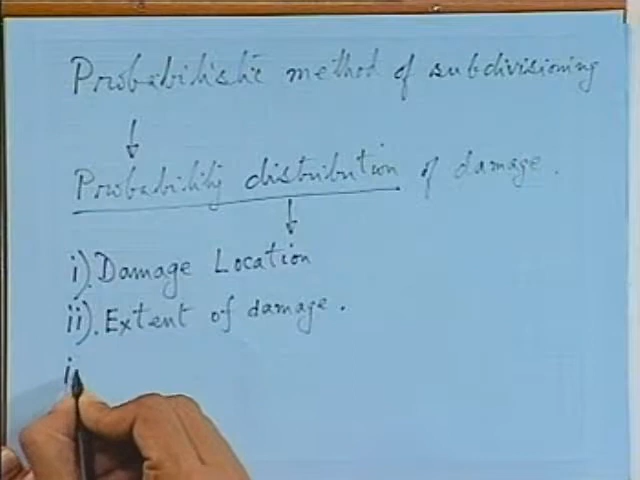 Probabilistic method of subdivisioning
Probability distribution of damage.
i). Damage Location
ii). Extent of damage.
i